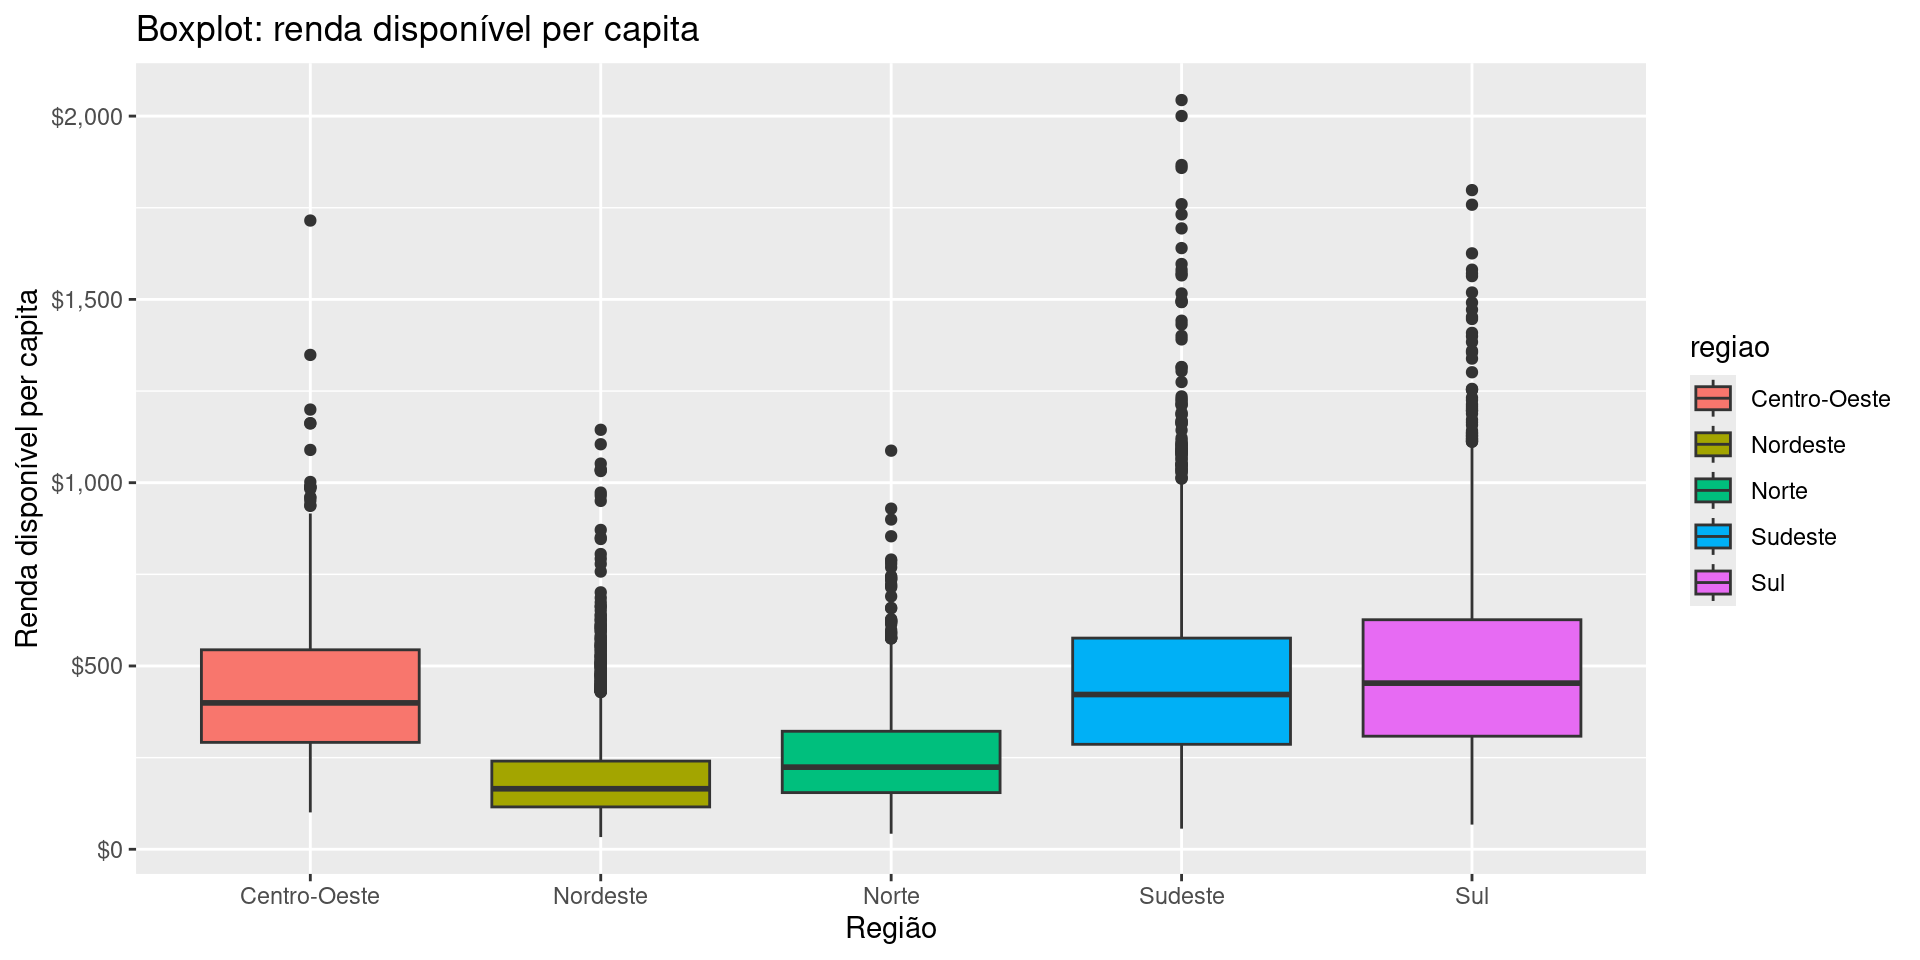 Boxplot: renda disponível per capita
Renda disponível per capita
$2,000
$1,500
$1,000
$500
$0
Centro-Oeste
Nordeste
Norte
Sudeste
Sul
Região
regiao
Centro-Oeste
Nordeste
Norte
Sudeste
Sul